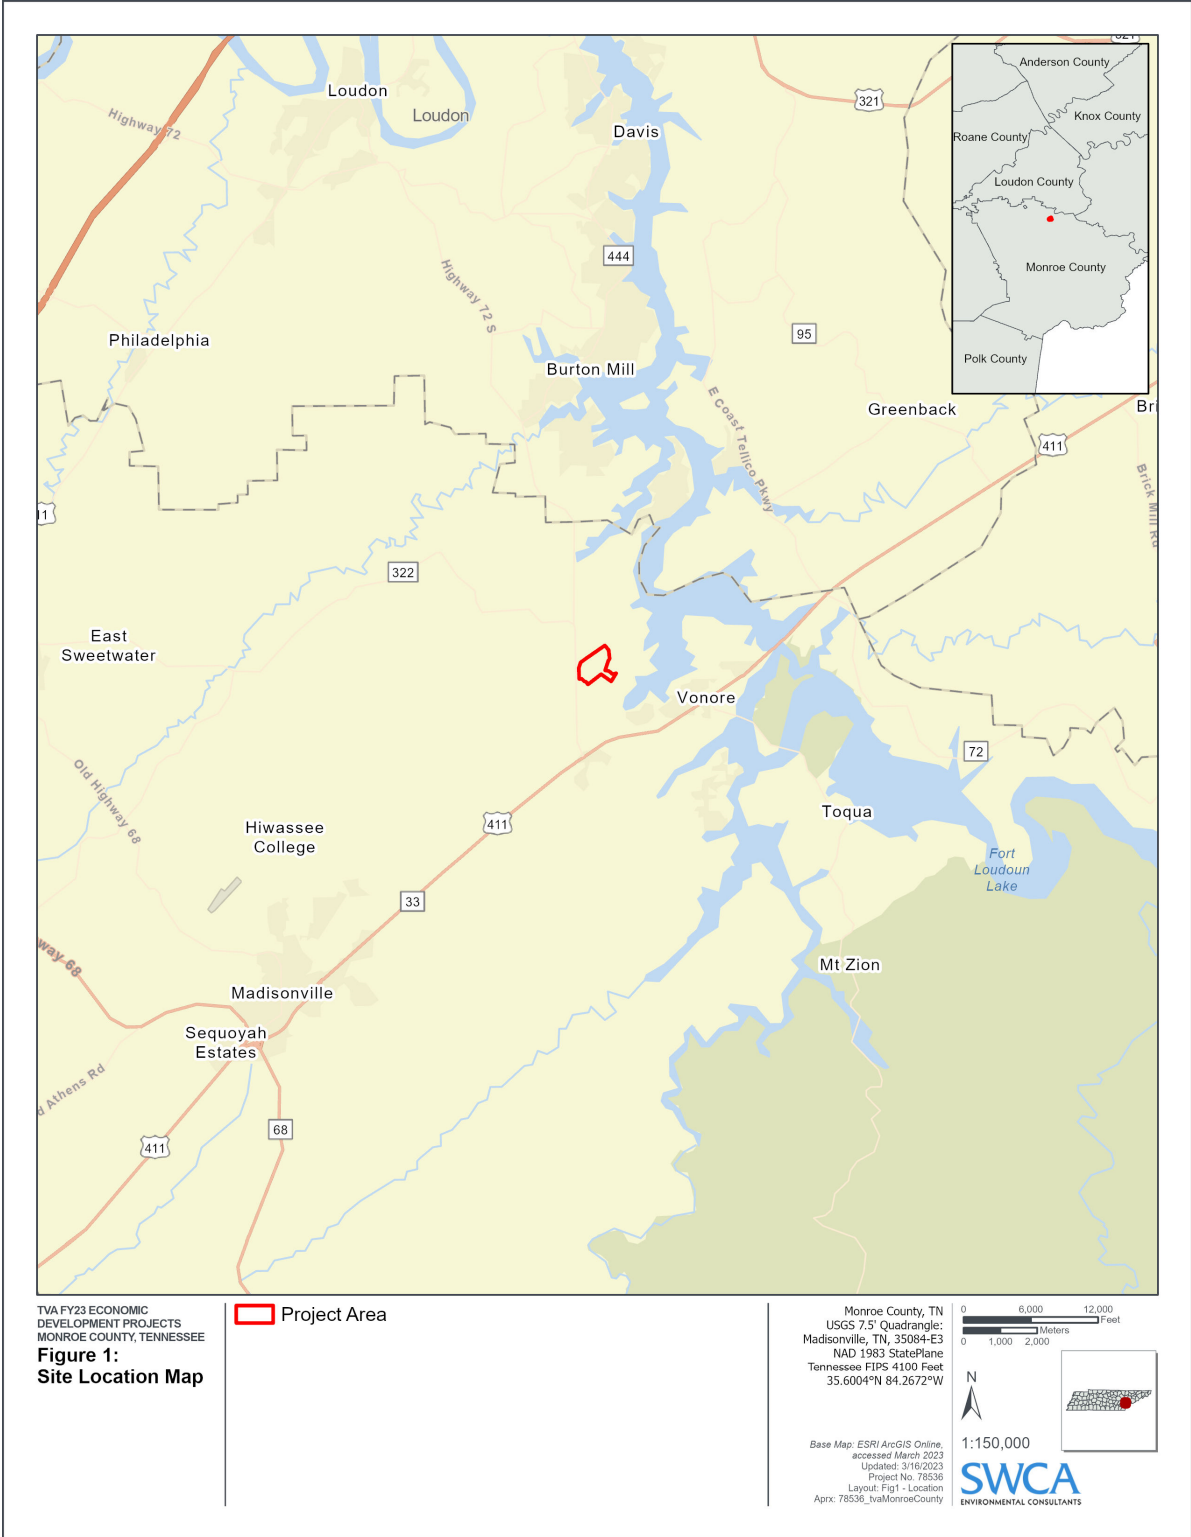 321
Anderson County
Loudon
321
Loudon
Knox County
Highway 72
Davis
Roane County
Loudon County
444
Monroe County
Highway 72 S
95
Philadelphia
Polk County
Burton Mill
E Coast Tellico Pkwy
Greenback
Bri
411
Brick Mill Rd
11
322
East
Sweetwater
Vonore
72
Old Highway 68
Toqua
411
Hiwassee
College
Fort
Loudoun
Lake
33
way 68
Mt Zion
Madisonville
Sequoyah
Estates
d Athens Rd
68
411
TVA FY23 ECONOMIC
DEVELOPMENT PROJECTS
MONROE COUNTY, TENNESSEE
Figure 1:
Site Location Map
Project Area
Monroe County, TN
USGS 7.5' Quadrangle:
Madisonville, TN, 35084-E3
NAD 1983 StatePlane
Tennessee FIPS 4100 Feet
35.6004°N 84.2672°W
Base Map: ESRI ArcGIS Online,
accessed March 2023
Updated: 3/16/2023
Project No. 78536
Layout: Fig1 - Location
Aprx: 78536_tvaMonroeCounty
0 6,000 12,000
Feet
Meters
0 1,000 2,000
N
1:150,000
SWCA
ENVIRONMENTAL CONSULTANTS